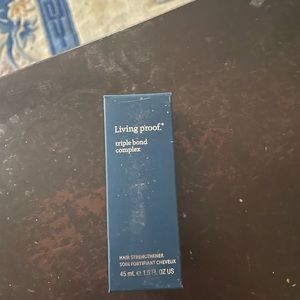 Living proof.®
triple bond
complex
HAIR STRENGTHENER
SOIN FORTIFIANT CHEVEUX
45 mL ℮ 1.5 FL OZ US